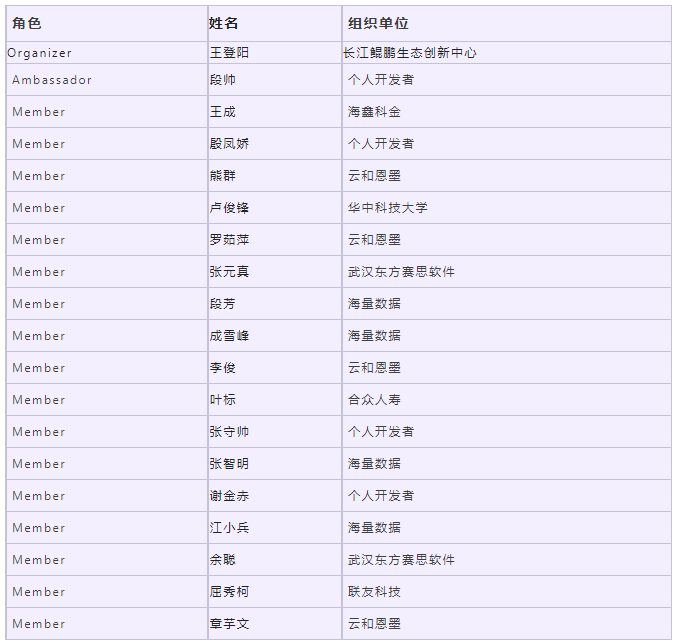 角色 姓名 组织单位
Organizer 王登阳 长江鲲鹏生态创新中心
Ambassador 段帅 个人开发者
Member 王成 海鑫科金
Member 殷凤娇 个人开发者
Member 熊群 云和恩墨
Member 卢俊锋 华中科技大学
Member 罗茹萍 云和恩墨
Member 张元真 武汉东方赛思软件
Member 段芳 海量数据
Member 成雪峰 海量数据
Member 李俊 云和恩墨
Member 叶标 合众人寿
Member 张守帅 个人开发者
Member 张智明 海量数据
Member 谢金赤 个人开发者
Member 江小兵 海量数据
Member 余聪 武汉东方赛思软件
Member 屈秀柯 联友科技
Member 章芋文 云和恩墨